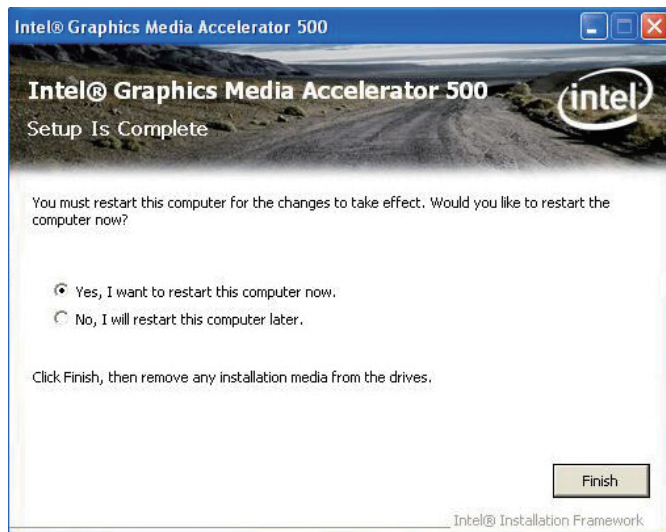 Intel® Graphics Media Accelerator 500
Intel® Graphics Media Accelerator 500
intel
Setup Is Complete
You must restart this computer for the changes to take effect. Would you like to restart the
computer now?
Yes, I want to restart this computer now.
No, I will restart this computer later.
Click Finish, then remove any installation media from the drives.
Finish
Intel® Installation Framework